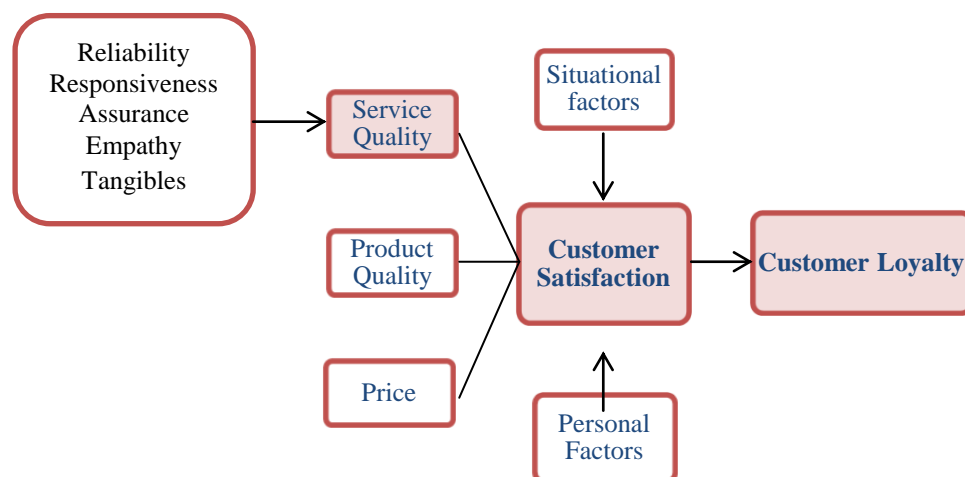 Reliability
Responsiveness
Assurance
Empathy
Tangibles
Service
Quality
Product
Quality
Price
Situational
factors
Customer
Satisfaction
Personal
Factors
Customer Loyalty